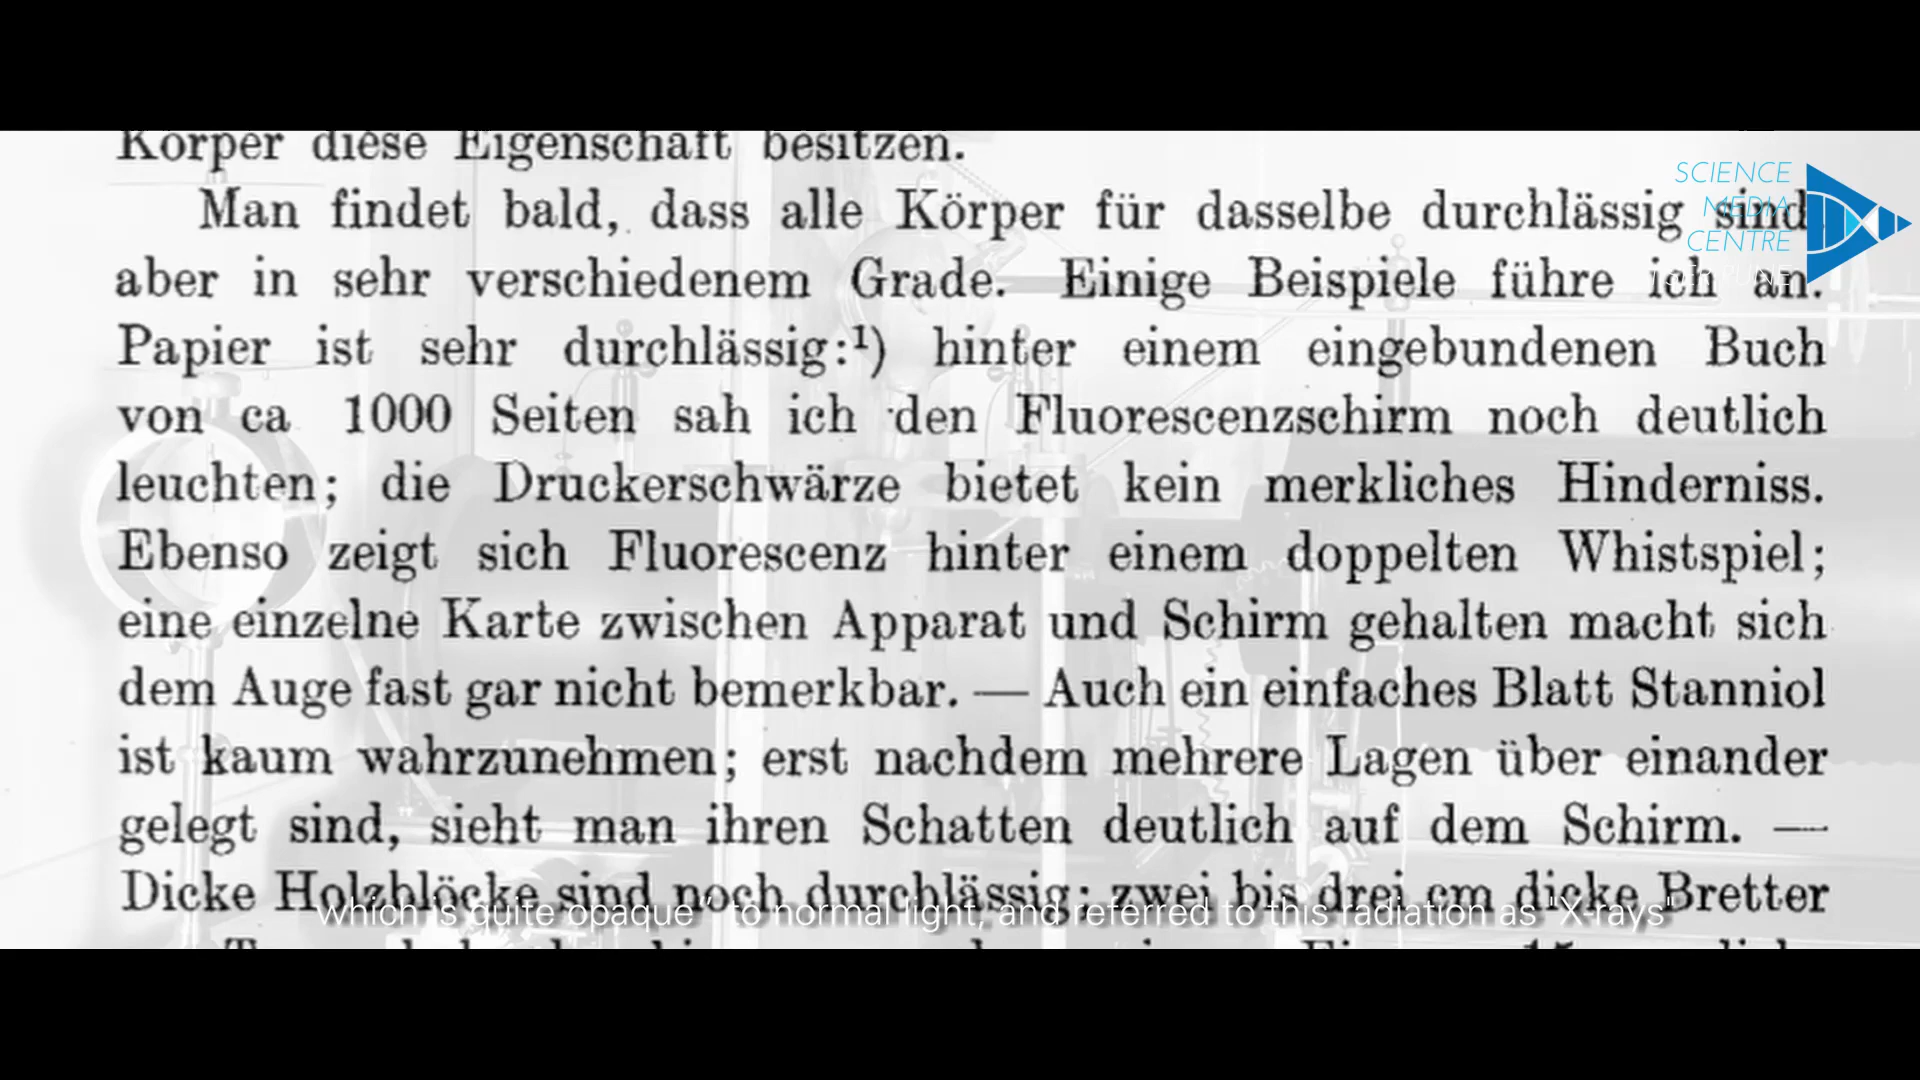 Körper diese Eigenschaft besitzen.
Man findet bald, dass alle Körper für dasselbe durchlässig sind,
aber in sehr verschiedenem Grade. Einige Beispiele führe ich an.
Papier ist sehr durchlässig:¹) hinter einem eingebundenen Buch
von ca 1000 Seiten sah ich den Fluorescenzschirm noch deutlich
leuchten; die Druckerschwärze bietet kein merkliches Hinderniss.
Ebenso zeigt sich Fluorescenz hinter einem doppelten Whistspiel;
eine einzelne Karte zwischen Apparat und Schirm gehalten macht sich
dem Auge fast gar nicht bemerkbar. — Auch ein einfaches Blatt Stanniol
ist kaum wahrzunehmen; erst nachdem mehrere Lagen über einander
gelegt sind, sieht man ihren Schatten deutlich auf dem Schirm. —
Dicke Holzblöcke sind noch durchlässig; zwei bis drei cm dicke Bretter
which is quite opaque" to normal light, and referred to this radiation as "X-rays"
SCIENCE
MEDIA
CENTRE